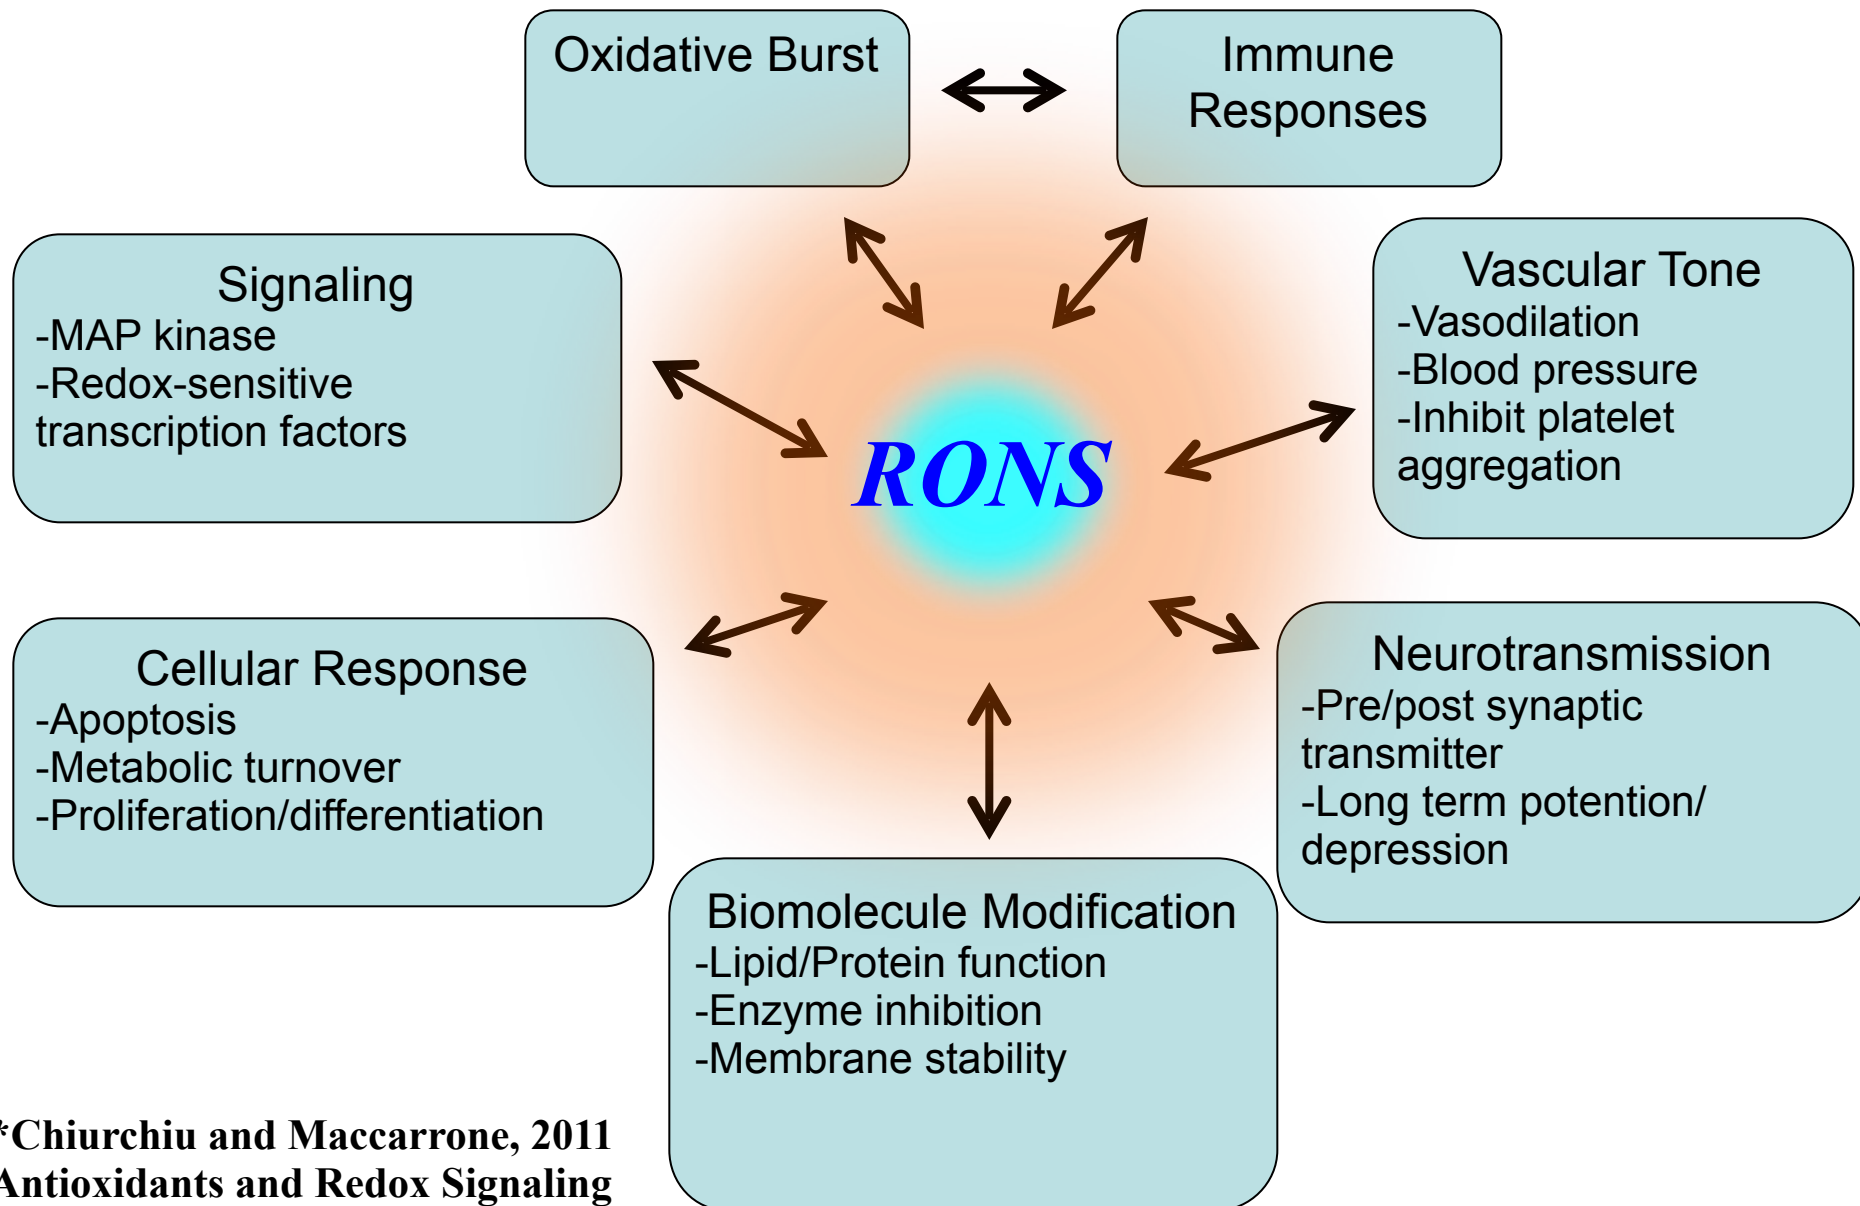 Oxidative Burst
Immune
Responses
Signaling
-MAP kinase
-Redox-sensitive
transcription factors
Vascular Tone
-Vasodilation
-Blood pressure
-Inhibit platelet
aggregation
RONS
Cellular Response
-Apoptosis
-Metabolic turnover
-Proliferation/differentiation
Neurotransmission
-Pre/post synaptic
transmitter
-Long term potention/
depression
Biomolecule Modification
-Lipid/Protein function
-Enzyme inhibition
-Membrane stability
*Chiurchiu and Maccarrone, 2011
Antioxidants and Redox Signaling